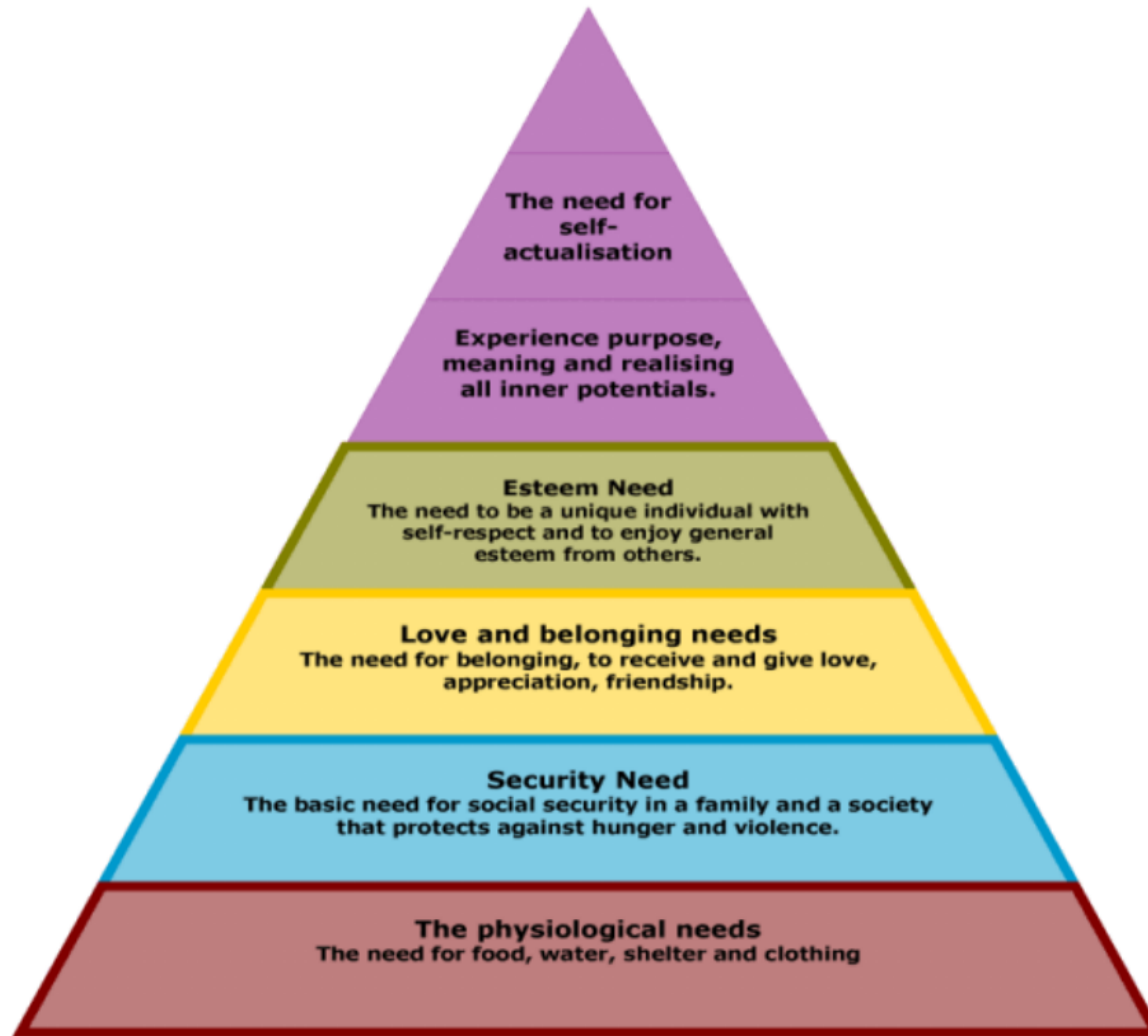 The need for
self-
actualisation
Experience purpose,
meaning and realising
all inner potentials.
Esteem Need
The need to be a unique individual with
self-respect and to enjoy general
esteem from others.
Love and belonging needs
The need for belonging, to receive and give love,
appreciation, friendship.
Security Need
The basic need for social security in a family and a society
that protects against hunger and violence.
The physiological needs
The need for food, water, shelter and clothing